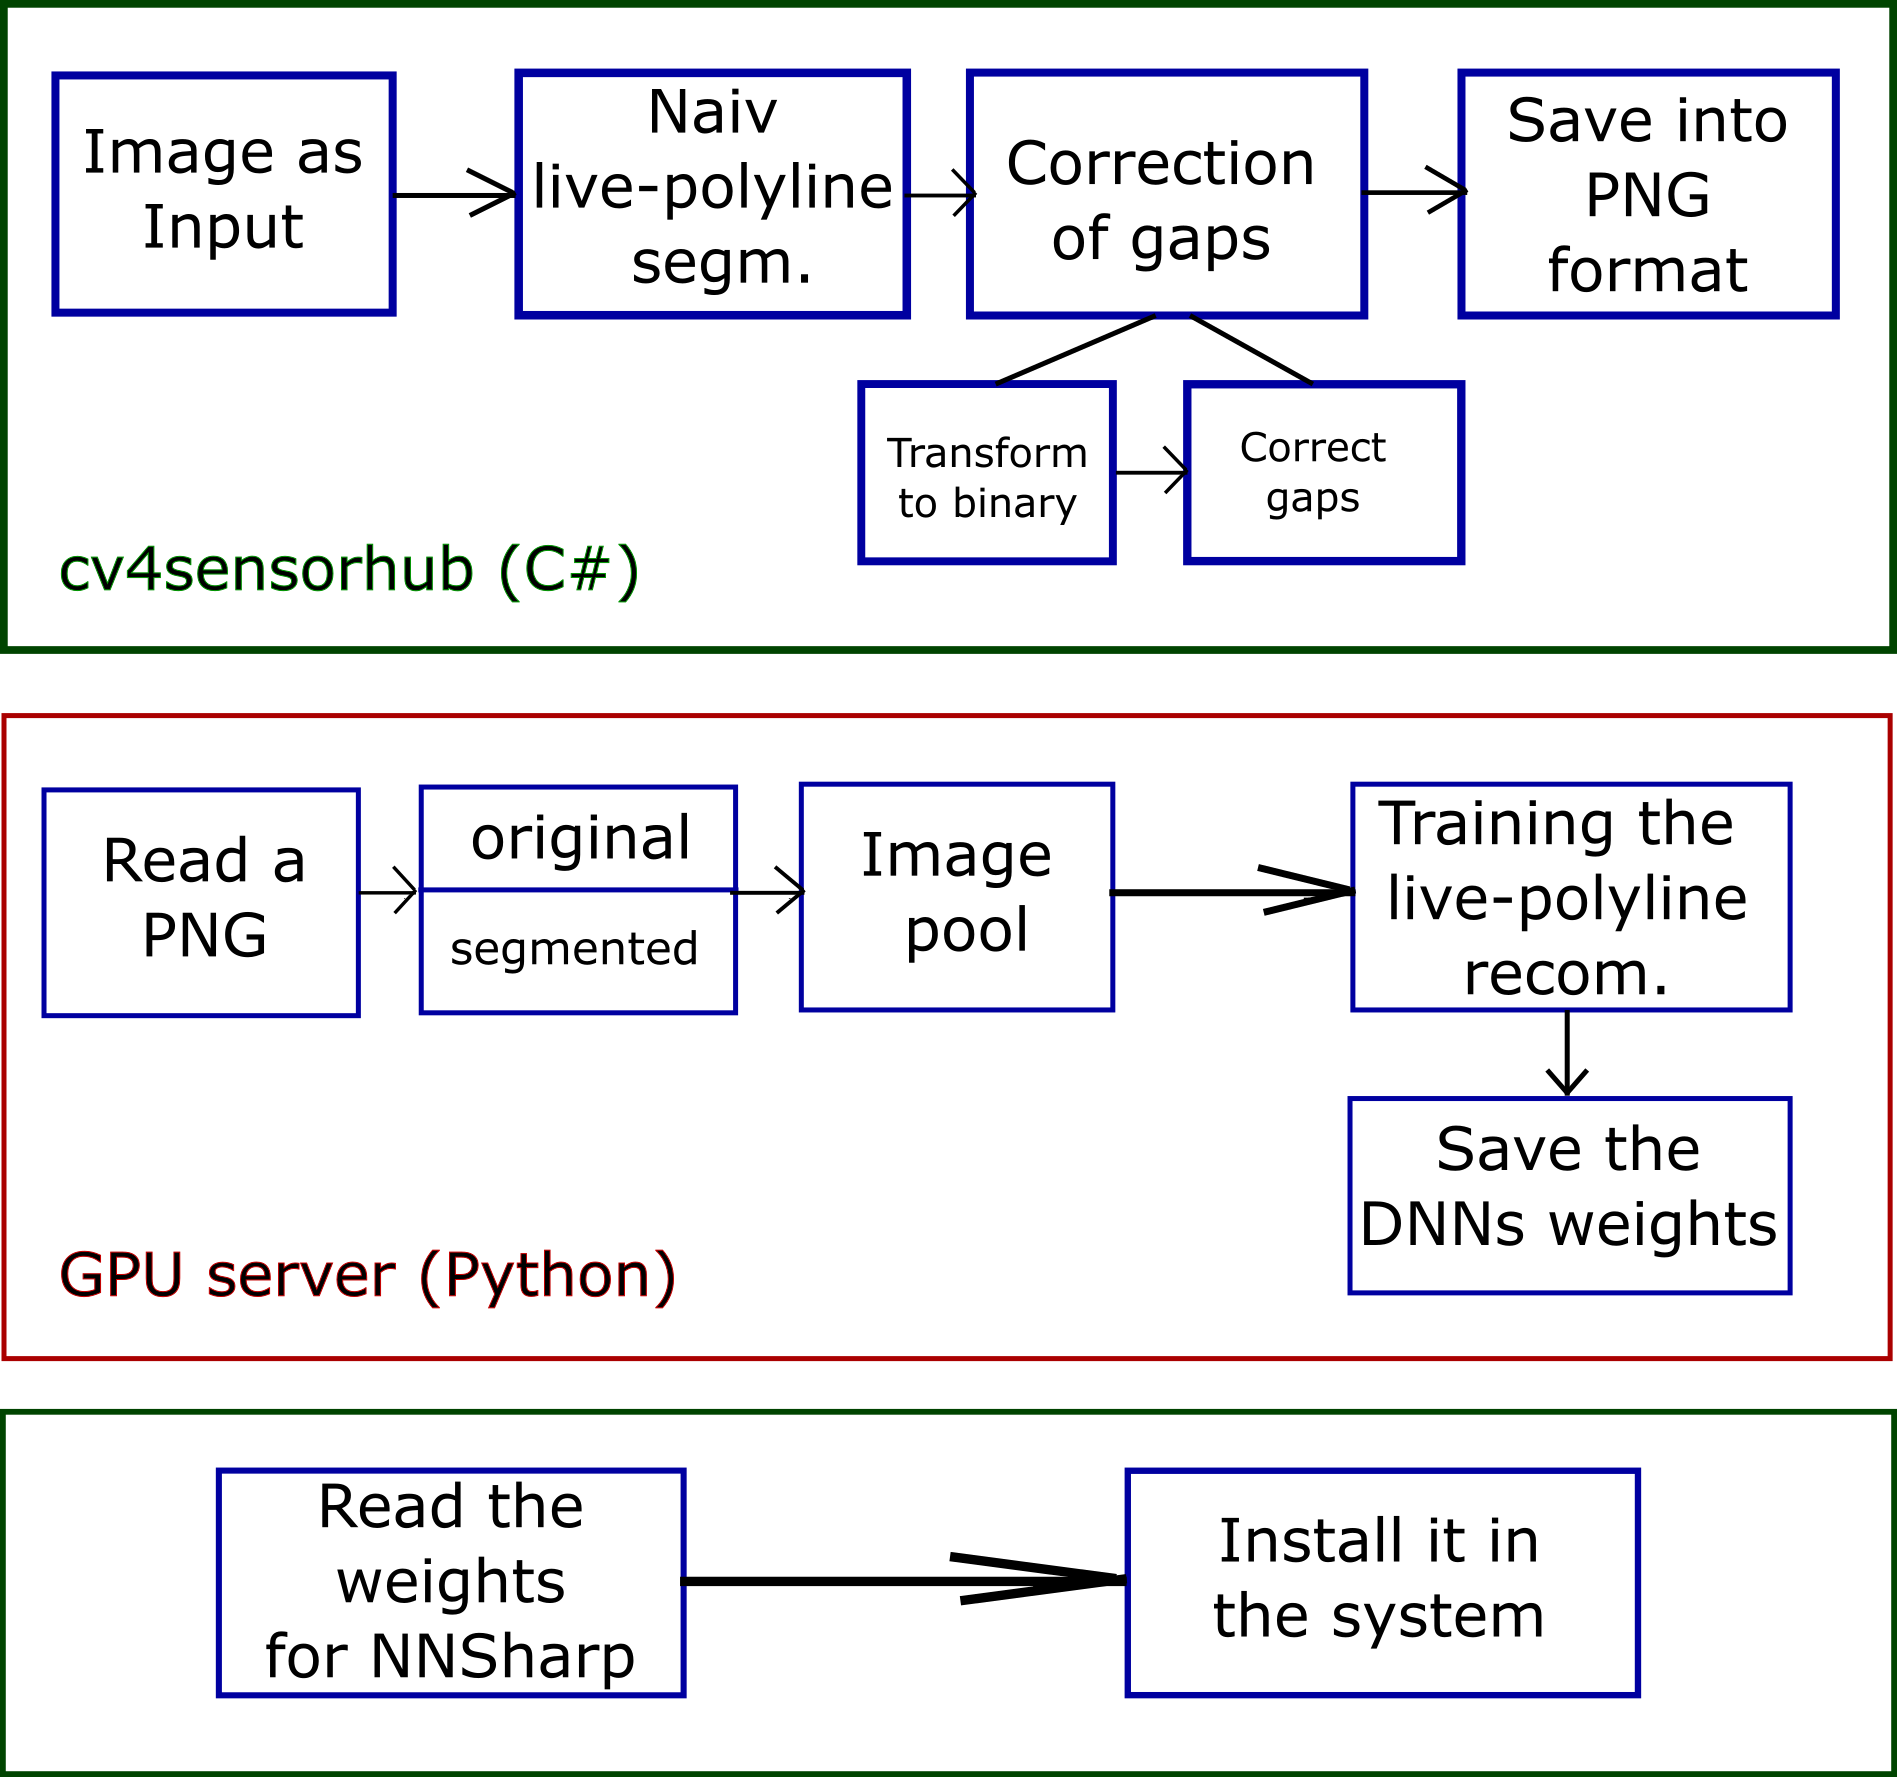 Image as
Input
Naiv
live-polyline
segm.
Correction
of gaps
Save into
PNG
format
Transform
to binary
Correct
gaps
cv4sensorhub (C#)
Read a
PNG
original
segmented
Image
pool
Training the
live-polyline
recom.
Save the
DNNs weights
GPU server (Python)
Read the
weights
for NNSharp
Install it in
the system